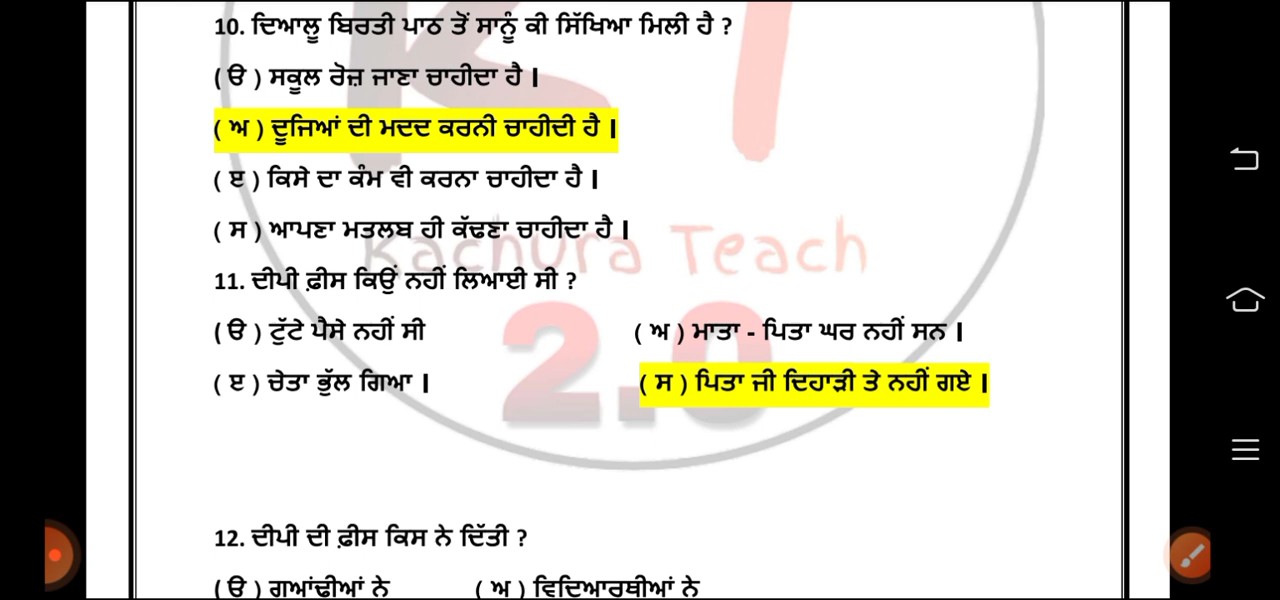 10. ਦਿਆਲੂ ਬਿਰਤੀ ਪਾਠ ਤੋਂ ਸਾਨੂੰ ਕੀ ਸਿੱਖਿਆ ਮਿਲੀ ਹੈ ?
( ੳ ) ਸਕੂਲ ਰੋਜ਼ ਜਾਣਾ ਚਾਹੀਦਾ ਹੈ ।
( ਅ ) ਦੂਜਿਆਂ ਦੀ ਮਦਦ ਕਰਨੀ ਚਾਹੀਦੀ ਹੈ ।
( ੲ ) ਕਿਸੇ ਦਾ ਕੰਮ ਵੀ ਕਰਨਾ ਚਾਹੀਦਾ ਹੈ ।
( ਸ ) ਆਪਣਾ ਮਤਲਬ ਹੀ ਕੱਢਣਾ ਚਾਹੀਦਾ ਹੈ ।
Kachura Teach
11. ਦੀਪੀ ਫ਼ੀਸ ਕਿਉਂ ਨਹੀਂ ਲਿਆਈ ਸੀ ?
( ੳ ) ਟੁੱਟੇ ਪੈਸੇ ਨਹੀਂ ਸੀ ( ਅ ) ਮਾਤਾ - ਪਿਤਾ ਘਰ ਨਹੀਂ ਸਨ ।
2.0
( ੲ ) ਚੇਤਾ ਭੁੱਲ ਗਿਆ । ( ਸ ) ਪਿਤਾ ਜੀ ਦਿਹਾੜੀ ਤੇ ਨਹੀਂ ਗਏ ।
12. ਦੀਪੀ ਦੀ ਫ਼ੀਸ ਕਿਸ ਨੇ ਦਿੱਤੀ ?
( ੳ ) ਗੁਆਂਢੀਆਂ ਨੇ ( ਅ ) ਵਿਦਿਆਰਥੀਆਂ ਨੇ